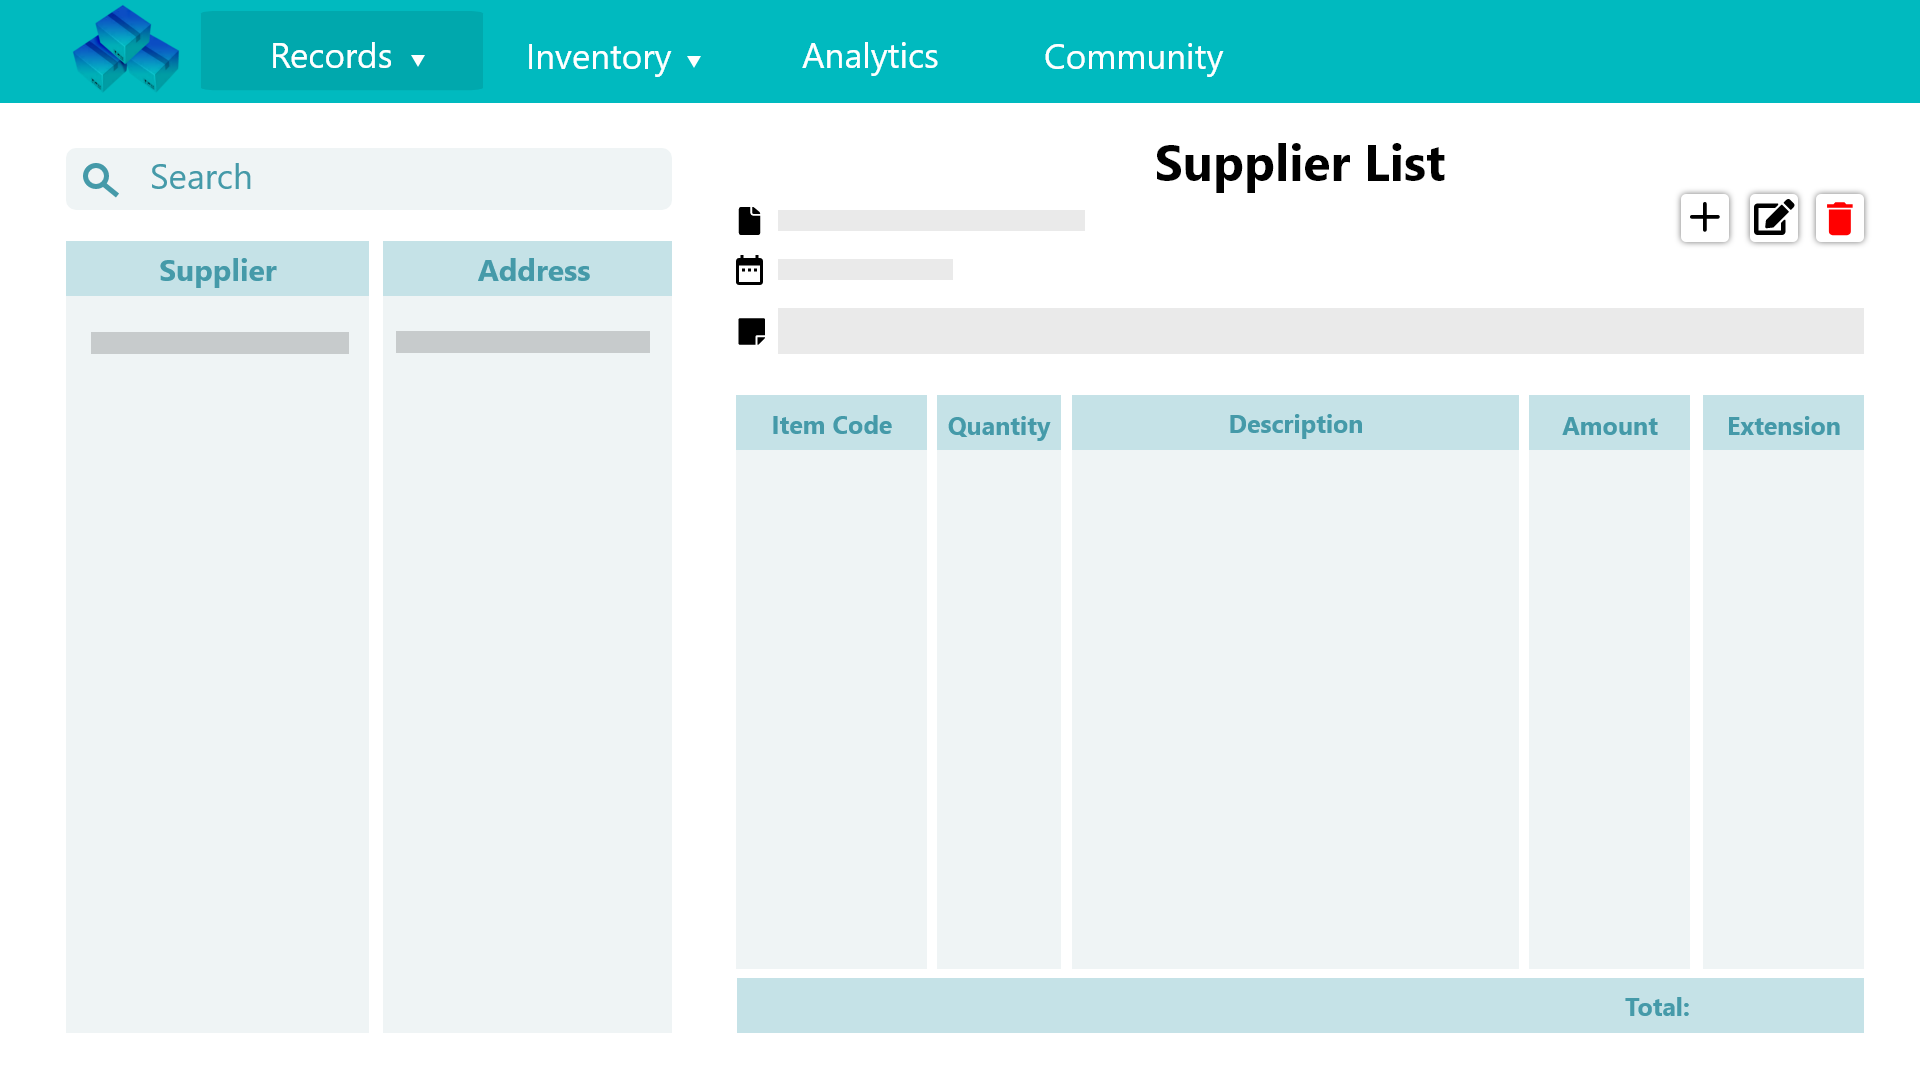 Records ▼ Inventory ▼ Analytics Community
Search
Supplier List
Supplier Address
Item Code Quantity Description Amount Extension
Total: